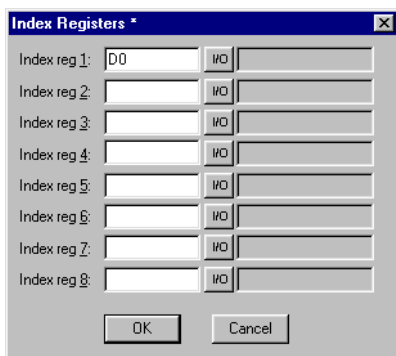 Index Registers *
Index reg 1: D0 I/O
Index reg 2: I/O
Index reg 3: I/O
Index reg 4: I/O
Index reg 5: I/O
Index reg 6: I/O
Index reg 7: I/O
Index reg 8: I/O
OK Cancel